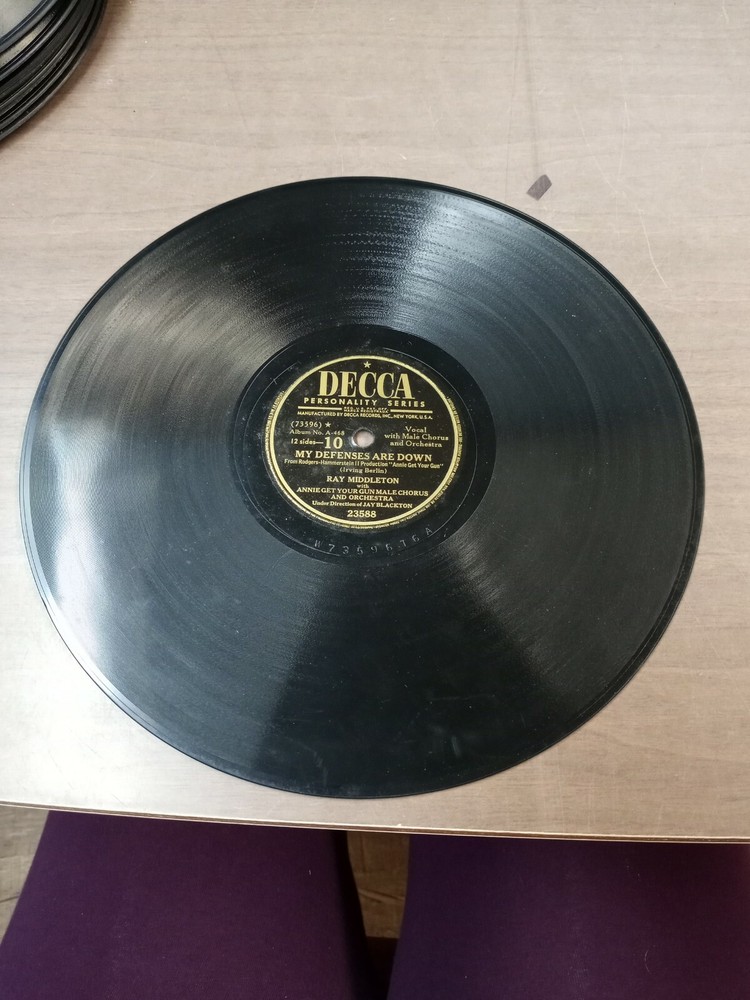 DECCA
PERSONALITY SERIES
MANUFACTURED BY DECCA RECORDS, INC., NEW YORK, U.S.A.
(73596) ★
Album No. A-468
12 sides—10
Vocal
with Male Chorus
and Orchestra
MY DEFENSES ARE DOWN
From Rodgers-Hammerstein II Production "Annie Get Your Gun"
(Irving Berlin)
RAY MIDDLETON
with
ANNIE GET YOUR GUN MALE CHORUS
AND ORCHESTRA
Under Direction of JAY BLACKTON
23588